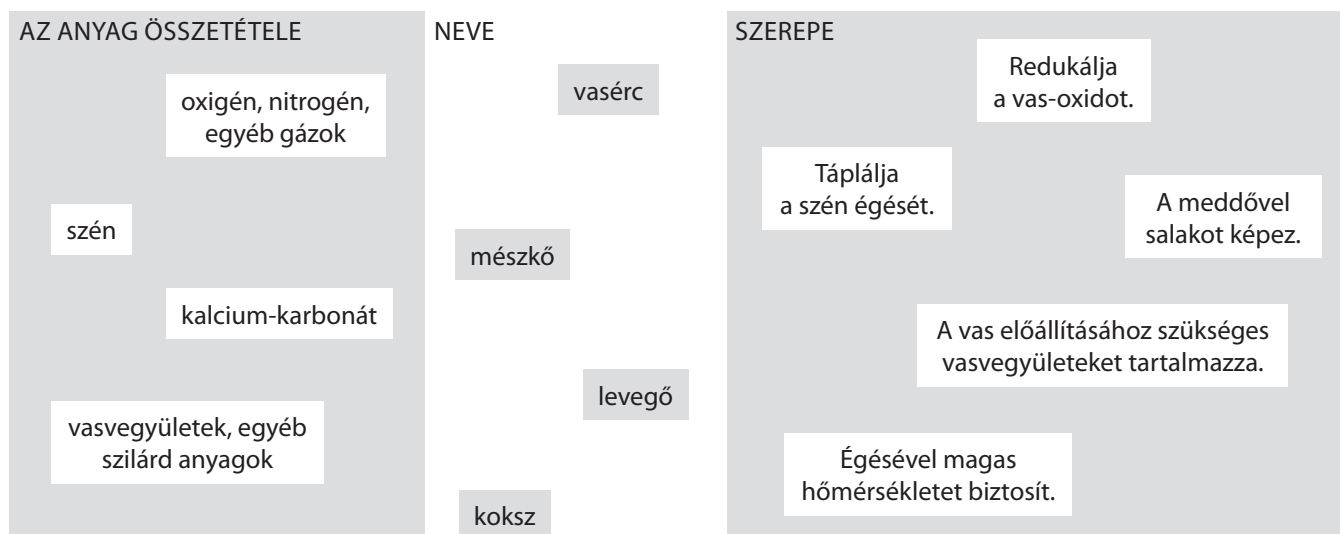 AZ ANYAG ÖSSZETÉTELE
oxigén, nitrogén,
egyéb gázok
szén
kalcium-karbonát
vasvegyületek, egyéb
szilárd anyagok
NEVE
vasérc
mészkő
levegő
koksz
SZEREPE
Redukálja
a vas-oxidot.
Táplálja
a szén égését.
A meddővel
salakot képez.
A vas előállításához szükséges
vasvegyületeket tartalmazza.
Égésével magas
hőmérsékletet biztosít.